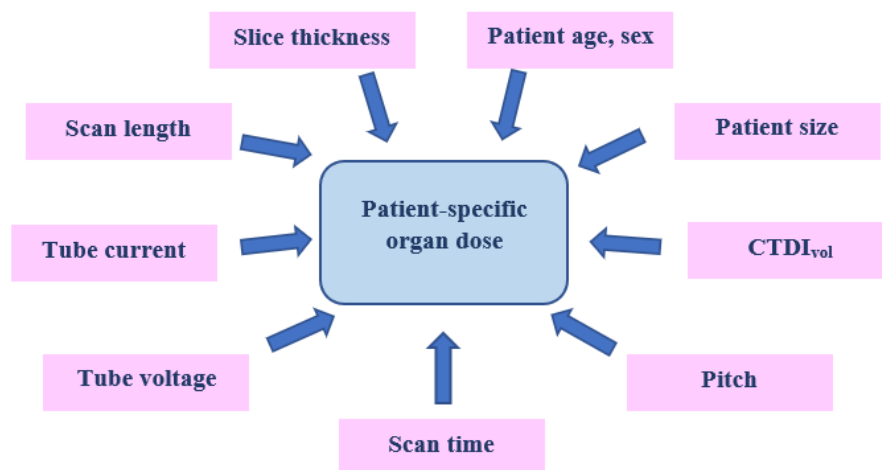 Slice thickness
Patient age, sex
Scan length
Patient size
Patient-specific
organ dose
Tube current
CTDIvol
Tube voltage
Pitch
Scan time